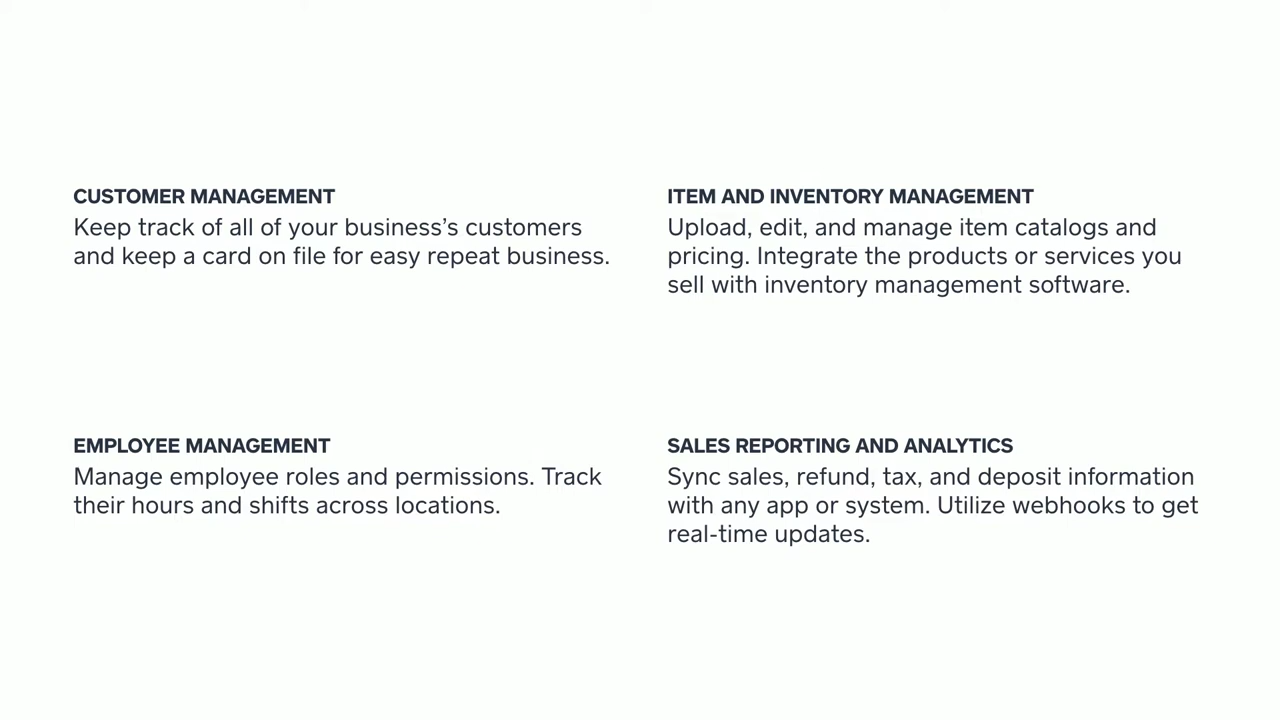 CUSTOMER MANAGEMENT
Keep track of all of your business’s customers
and keep a card on file for easy repeat business.
ITEM AND INVENTORY MANAGEMENT
Upload, edit, and manage item catalogs and
pricing. Integrate the products or services you
sell with inventory management software.
EMPLOYEE MANAGEMENT
Manage employee roles and permissions. Track
their hours and shifts across locations.
SALES REPORTING AND ANALYTICS
Sync sales, refund, tax, and deposit information
with any app or system. Utilize webhooks to get
real-time updates.